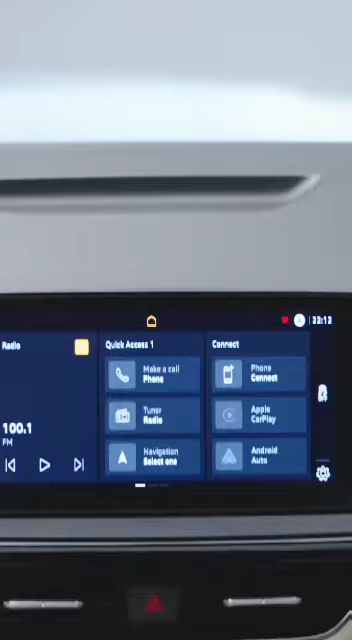 22:12
Radio
100.1
FM
Quick Access 1
Make a call
Phone
Tuner
Radio
Navigation
Select one
Connect
Phone
Connect
Apple
CarPlay
Android
Auto